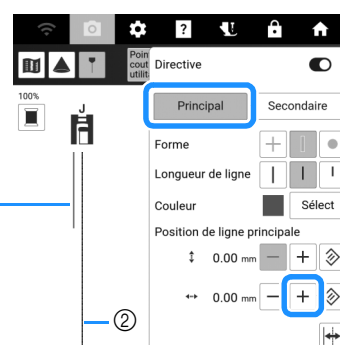 ?
Poin
cout
utilit
Directive
100%
J
Principal Secondaire
Forme
Longueur de ligne
Couleur Sélect
Position de ligne principale
0.00 mm − +
0.00 mm − +
②